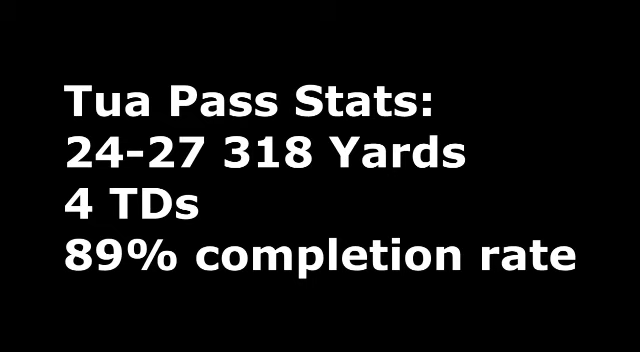 Tua Pass Stats:
24-27 318 Yards
4 TDs
89% completion rate